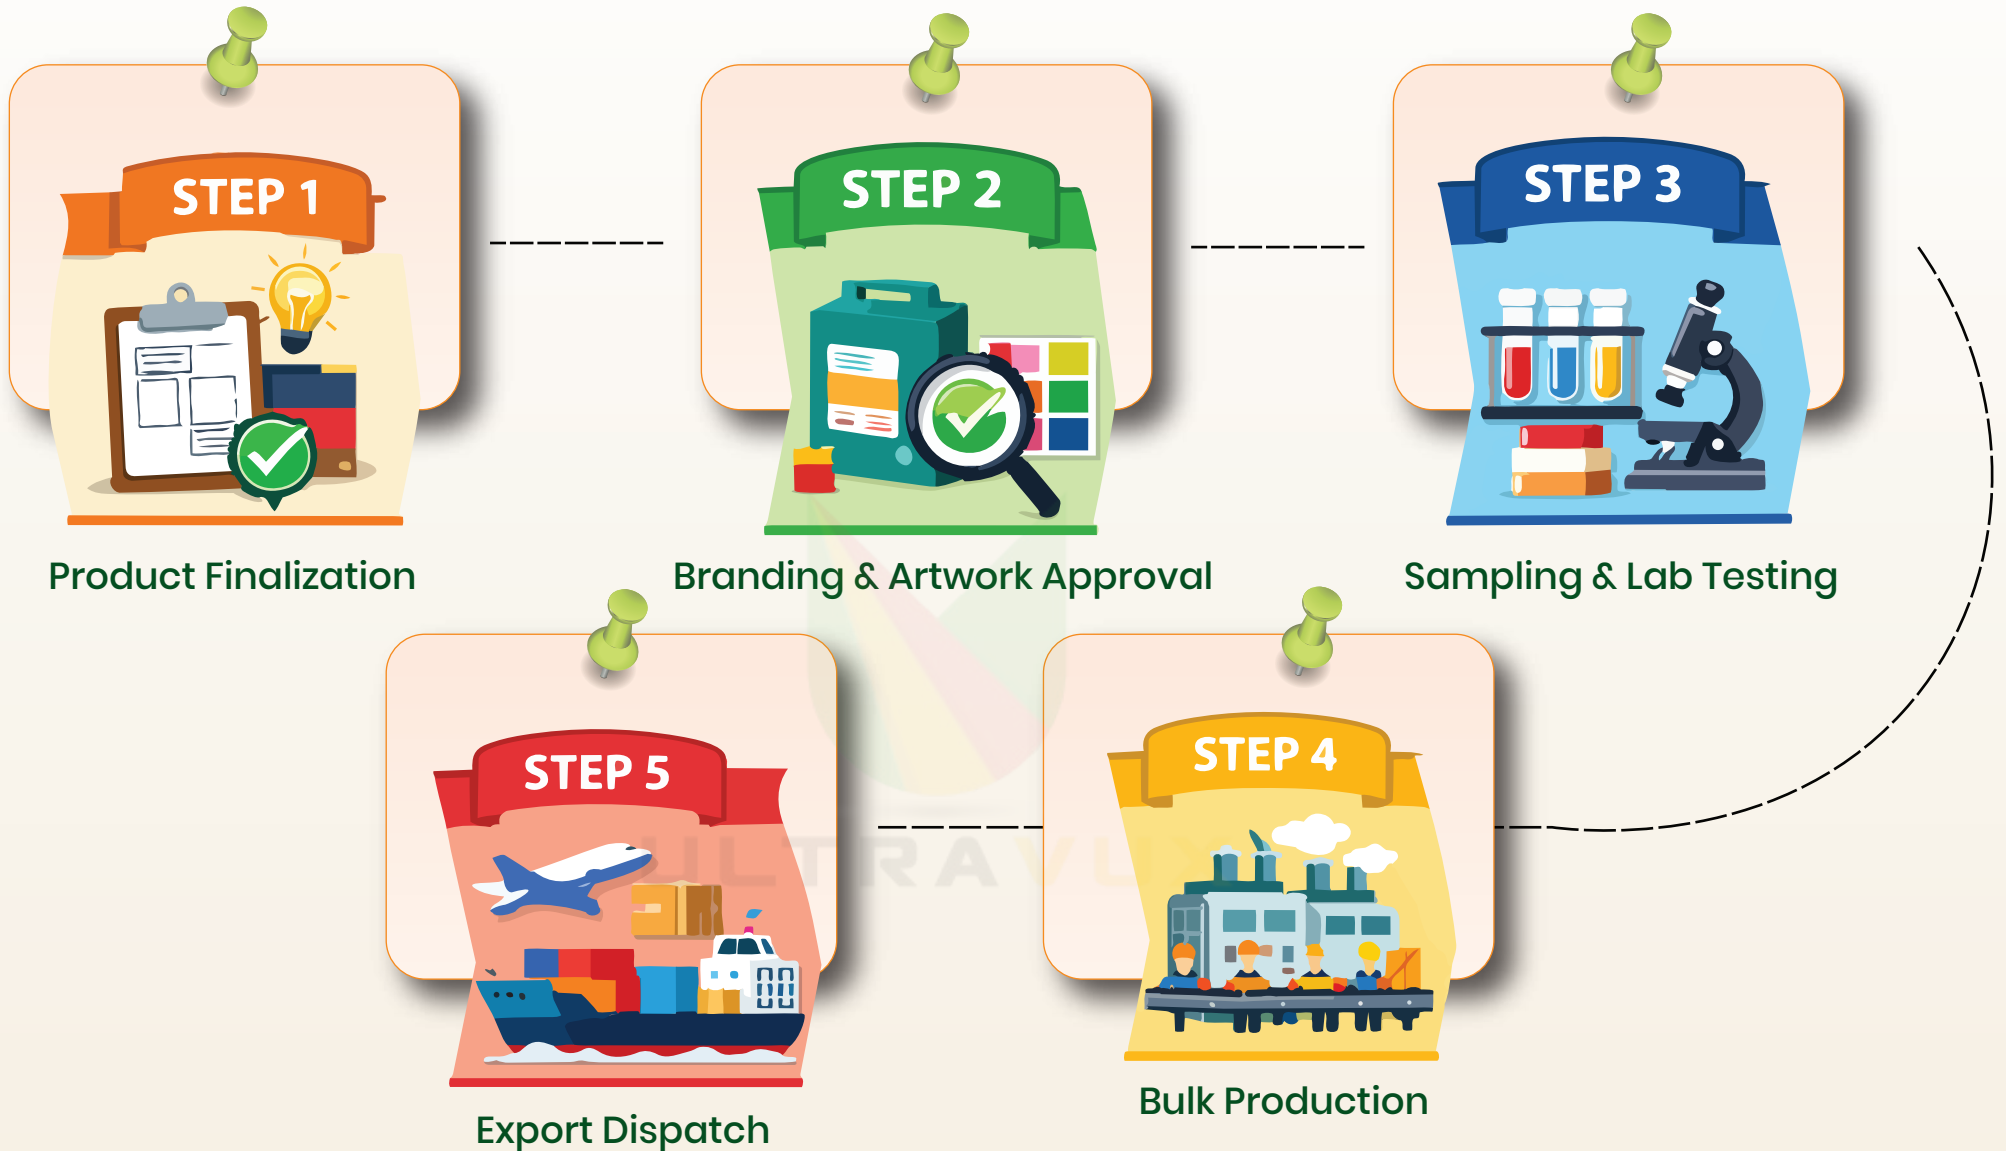 STEP 1
STEP 2
STEP 3
Product Finalization
Branding & Artwork Approval
Sampling & Lab Testing
STEP 5
STEP 4
ULTRAVUX
Bulk Production
Export Dispatch